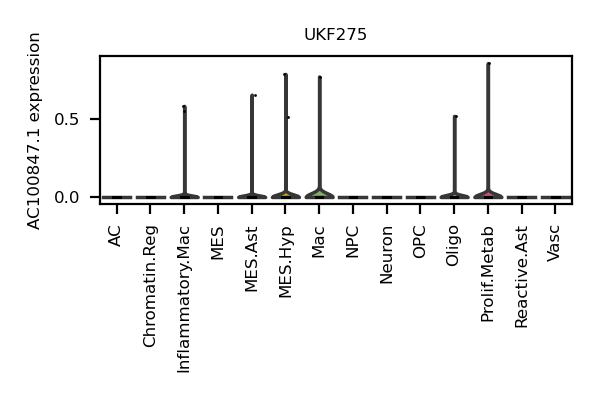 UKF275
AC100847.1 expression
0.5
0.0
AC
Chromatin.Reg
Inflammatory.Mac
MES
MES.Ast
MES.Hyp
Mac
NPC
Neuron
OPC
Oligo
Prolif.Metab
Reactive.Ast
Vasc